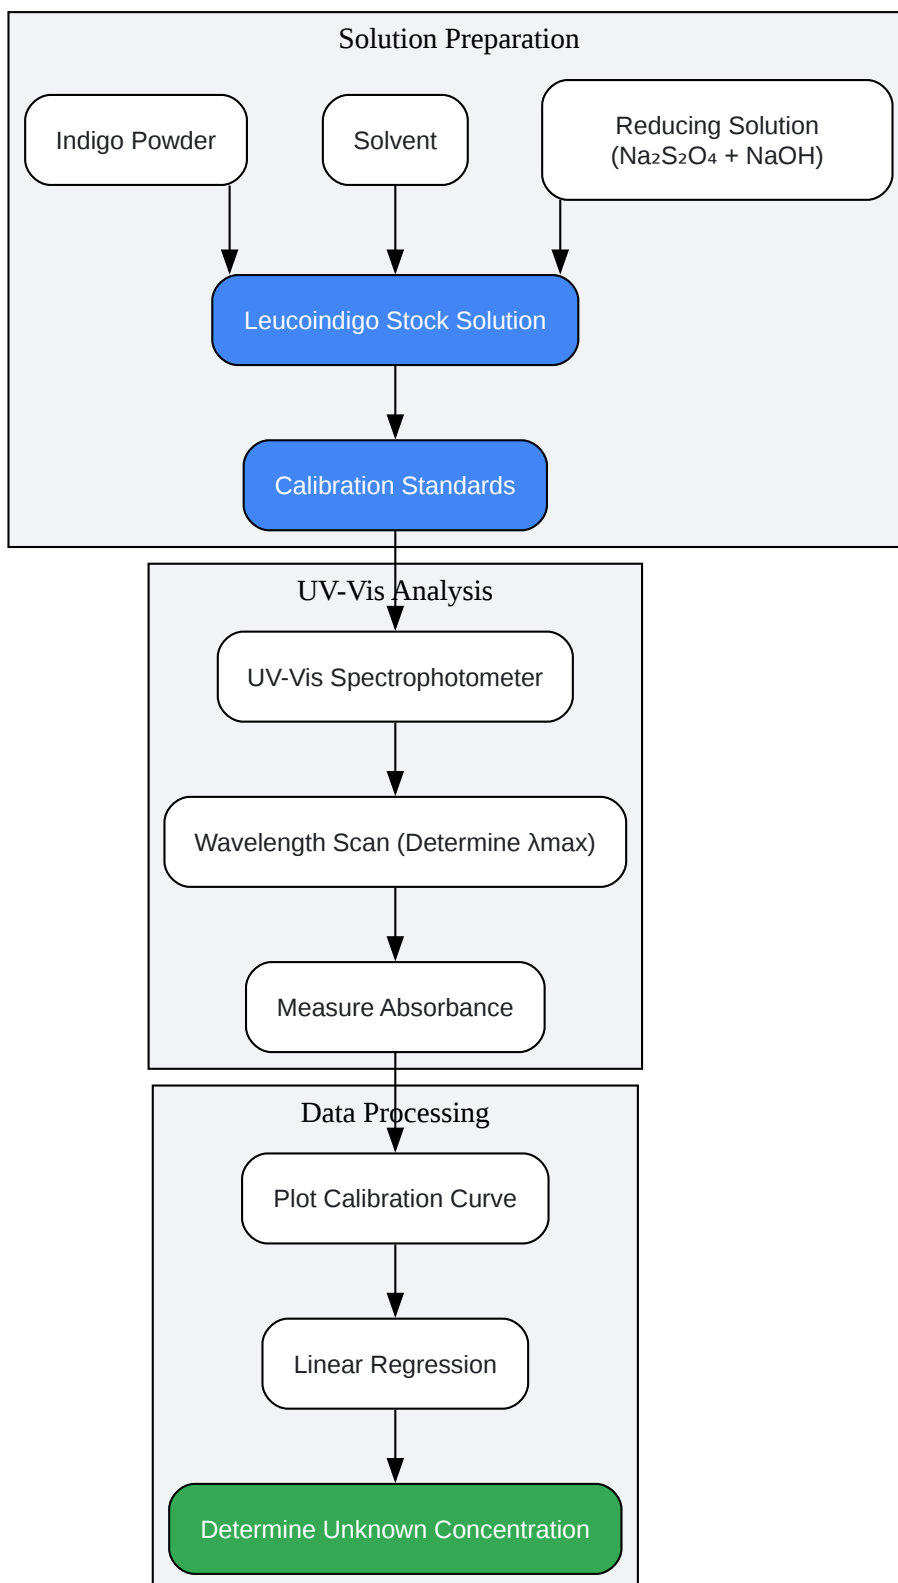 Solution Preparation
Indigo Powder
Solvent
Reducing Solution
(Na₂S₂O₄ + NaOH)
Leucoindigo Stock Solution
Calibration Standards
UV-Vis Analysis
UV-Vis Spectrophotometer
Wavelength Scan (Determine λmax)
Measure Absorbance
Data Processing
Plot Calibration Curve
Linear Regression
Determine Unknown Concentration